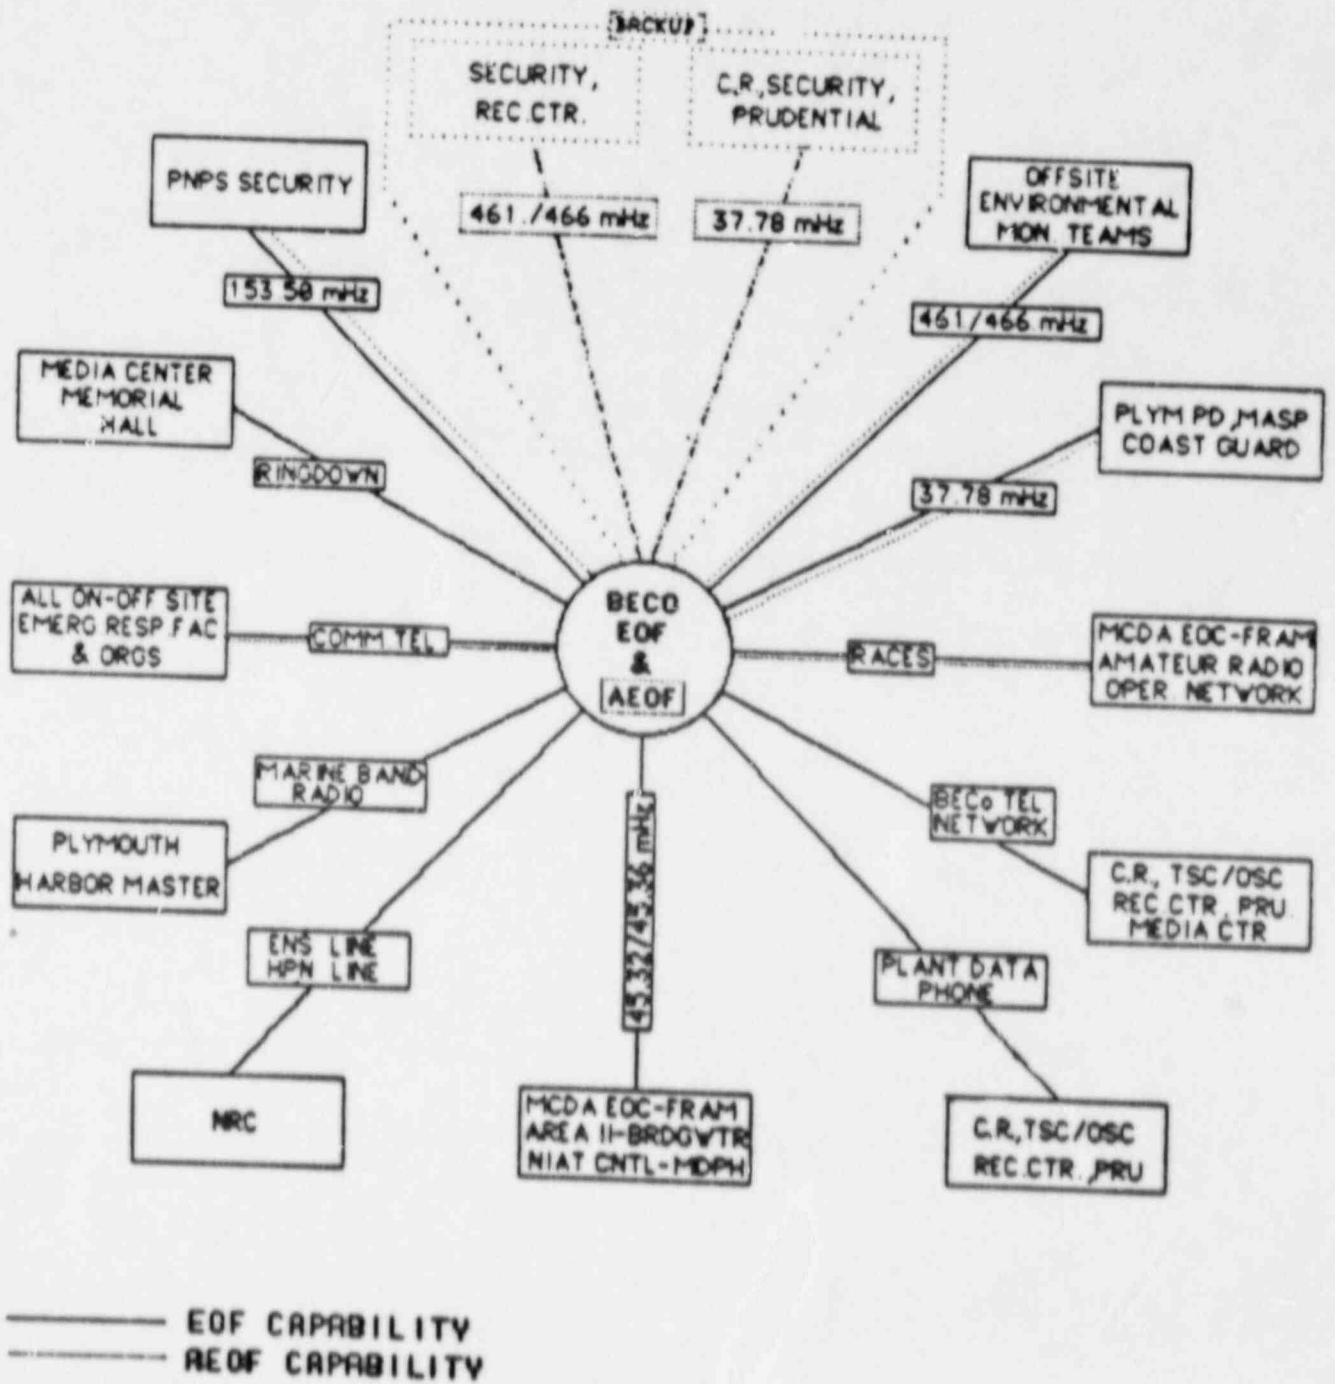 BACKUP
SECURITY,
REC.CTR.
C.R.,SECURITY,
PRUDENTIAL
PNPS SECURITY
OFFSITE
ENVIRONMENTAL
MON. TEAMS
461./466 mHz
37.78 mHz
153.50 mHz
461/466 mHz
MEDIA CENTER
MEMORIAL
HALL
PLYM PD,MASP
COAST GUARD
RINGDOWN
37.78 mHz
ALL ON-OFF SITE
EMERG RESP.FAC
& ORGS
COMM TEL
BECO
EOF
&
AEOF
RACES
MCDA EOC-FRAM
AMATEUR RADIO
OPER. NETWORK
MARINE BAND
RADIO
BECo TEL
NETWORK
PLYMOUTH
HARBOR MASTER
45.32/45.36 mHz
C.R., TSC/OSC
REC.CTR., PRU.
MEDIA CTR
ENS LINE
HPN LINE
PLANT DATA
PHONE
NRC
MCDA EOC-FRAM
AREA II-BRDGWTR
NIAT CNTL-MDPH
C.R.,TSC/OSC
REC.CTR.,PRU
EOF CAPABILITY
AEOF CAPABILITY